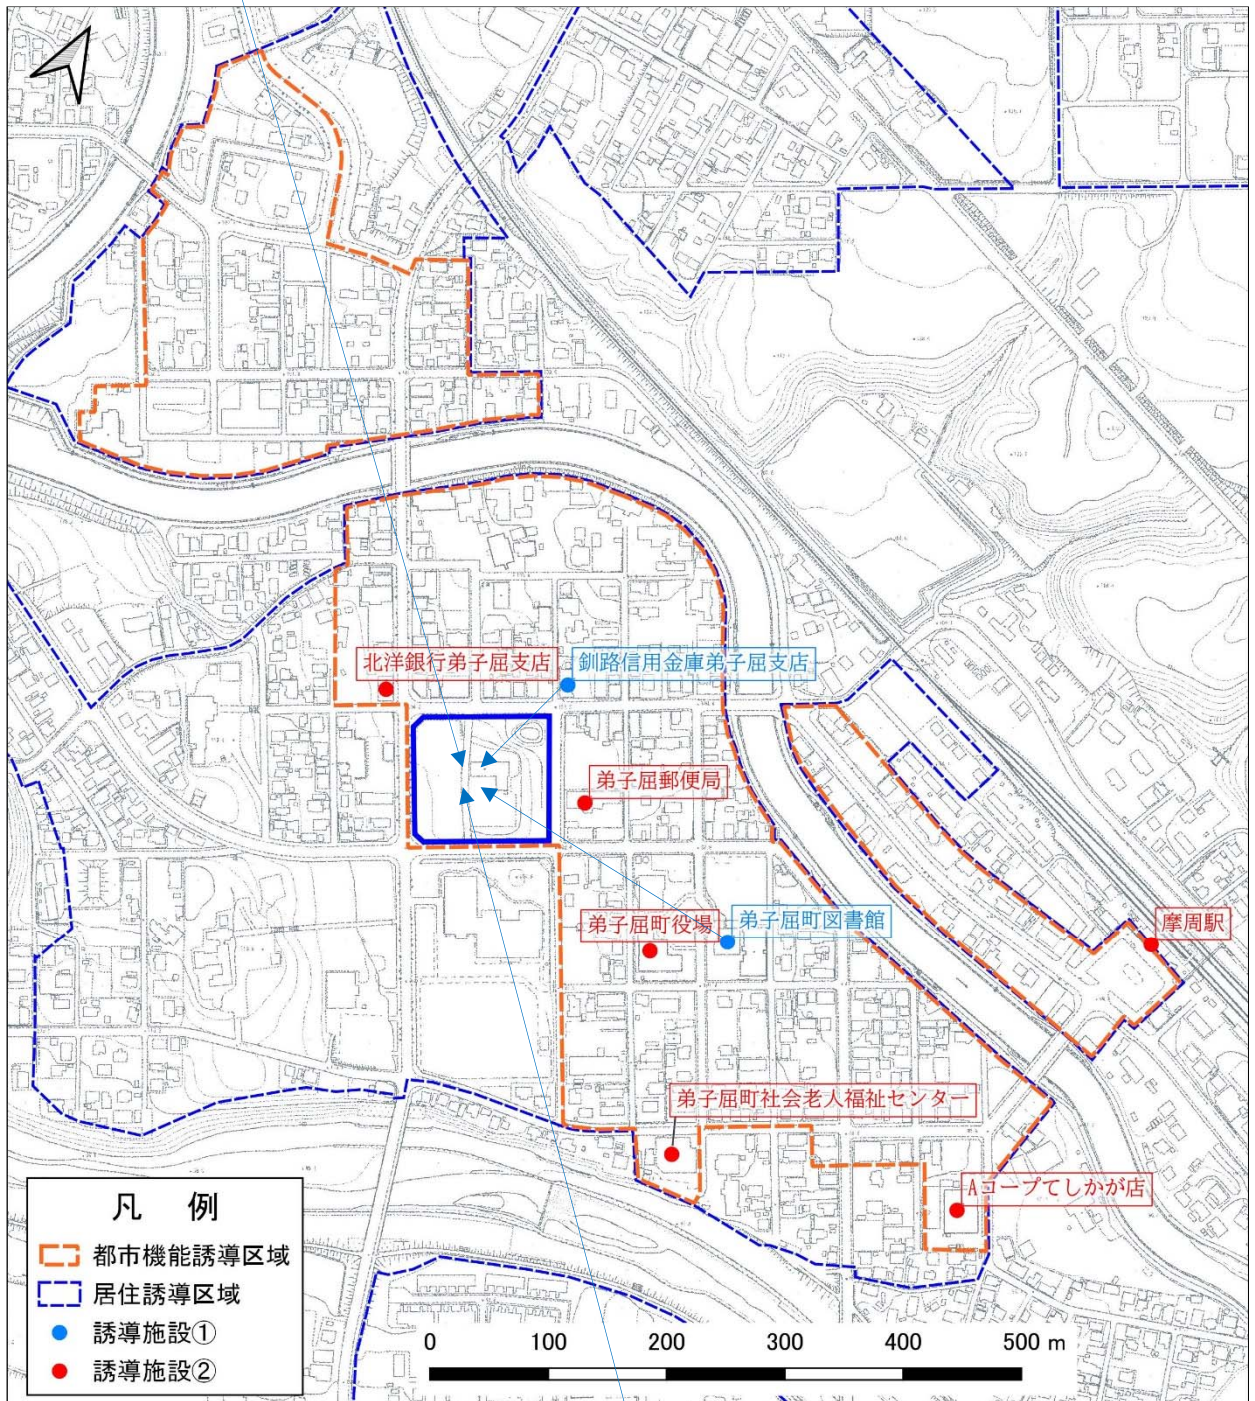 北洋銀行弟子屈支店
釧路信用金庫弟子屈支店
弟子屈郵便局
弟子屈町役場
弟子屈町図書館
摩周駅
弟子屈町社会老人福祉センター
Aコープてしかが店
凡 例
都市機能誘導区域
居住誘導区域
誘導施設①
誘導施設②
0 100 200 300 400 500 m